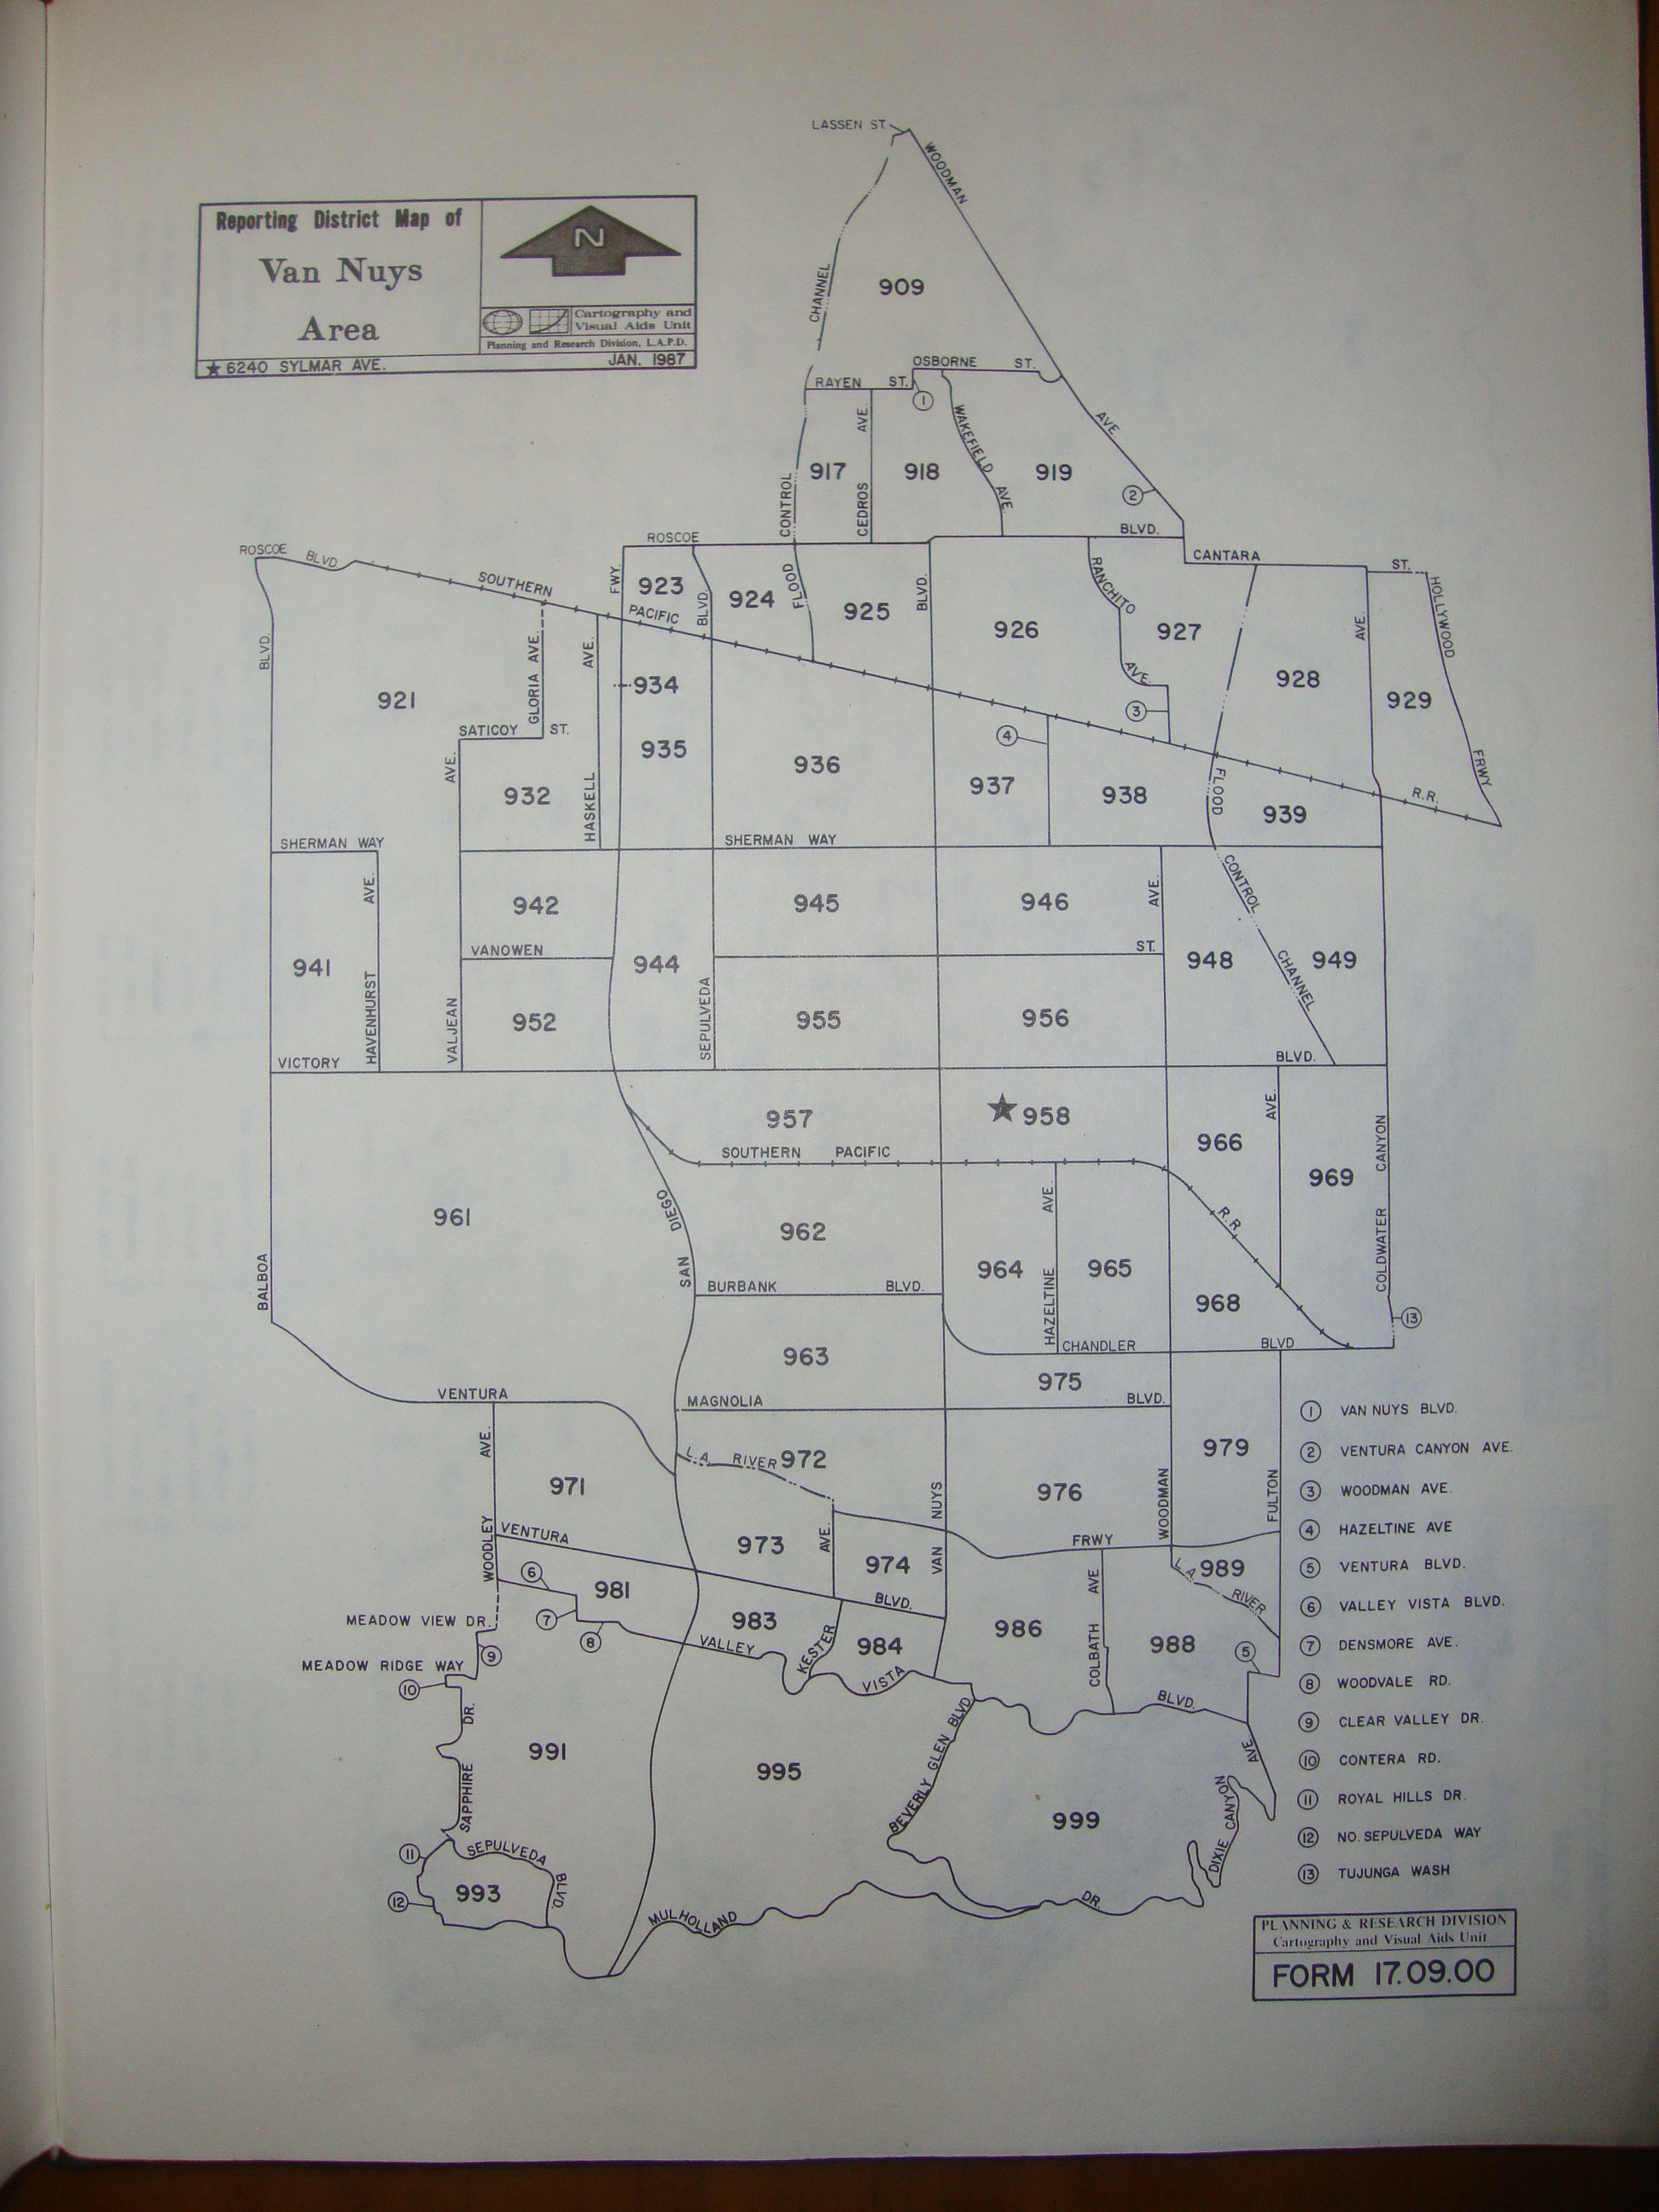 LASSEN ST.
WOODMAN
Reporting District Map of
Van Nuys
Area
N
Cartography and
Visual Aids Unit
Planning and Research Division, L.A.P.D.
★ 6240 SYLMAR AVE.
JAN. 1987
CHANNEL
909
OSBORNE ST.
RAYEN ST.
1
AVE.
WAKEFIELD AVE.
AVE.
917
918
919
2
CONTROL
CEDROS
BLVD.
ROSCOE
ROSCOE BLVD
CANTARA ST.
SOUTHERN
PACIFIC
FWY.
923
BLVD.
924
FLOOD
925
BLVD.
926
RANCHITO
AVE.
927
928
AVE.
929
HOLLYWOOD
FRWY
BLVD.
921
GLORIA AVE.
AVE.
934
935
936
3
4
SATICOY ST.
AVE.
932
HASKELL
937
938
FLOOD
939
R.R.
SHERMAN WAY
SHERMAN WAY
AVE.
942
945
946
AVE.
CONTROL
VANOWEN
ST.
941
944
948
CHANNEL
949
HAVENHURST
VALJEAN
952
SEPULVEDA
955
956
VICTORY
BLVD.
957
★ 958
AVE.
966
CANYON
969
SOUTHERN PACIFIC
R.R.
961
DIEGO
962
AVE.
964
965
COLDWATER
BALBOA
SAN
BURBANK BLVD.
HAZELTINE
968
13
963
CHANDLER
BLVD
975
VENTURA
MAGNOLIA
BLVD.
AVE.
L.A. RIVER
972
979
971
NUYS
976
WOODMAN
FULTON
WOODLEY
VENTURA
973
AVE.
974
VAN
FRWY
989
L.A. RIVER
6
981
BLVD.
AVE
7
8
983
VALLEY
KESTER
984
VISTA
986
COLBATH
988
5
MEADOW VIEW DR.
9
MEADOW RIDGE WAY
10
DR.
BLVD.
991
995
BEVERLY GLEN BLVD
AVE.
SAPPHIRE
999
DIXIE CANYON
11
SEPULVEDA
BLVD.
993
12
MULHOLLAND
DR.
1 VAN NUYS BLVD.
2 VENTURA CANYON AVE.
3 WOODMAN AVE.
4 HAZELTINE AVE
5 VENTURA BLVD.
6 VALLEY VISTA BLVD.
7 DENSMORE AVE.
8 WOODVALE RD.
9 CLEAR VALLEY DR.
10 CONTERA RD.
11 ROYAL HILLS DR.
12 NO. SEPULVEDA WAY
13 TUJUNGA WASH
PLANNING & RESEARCH DIVISION
Cartography and Visual Aids Unit
FORM 17.09.00